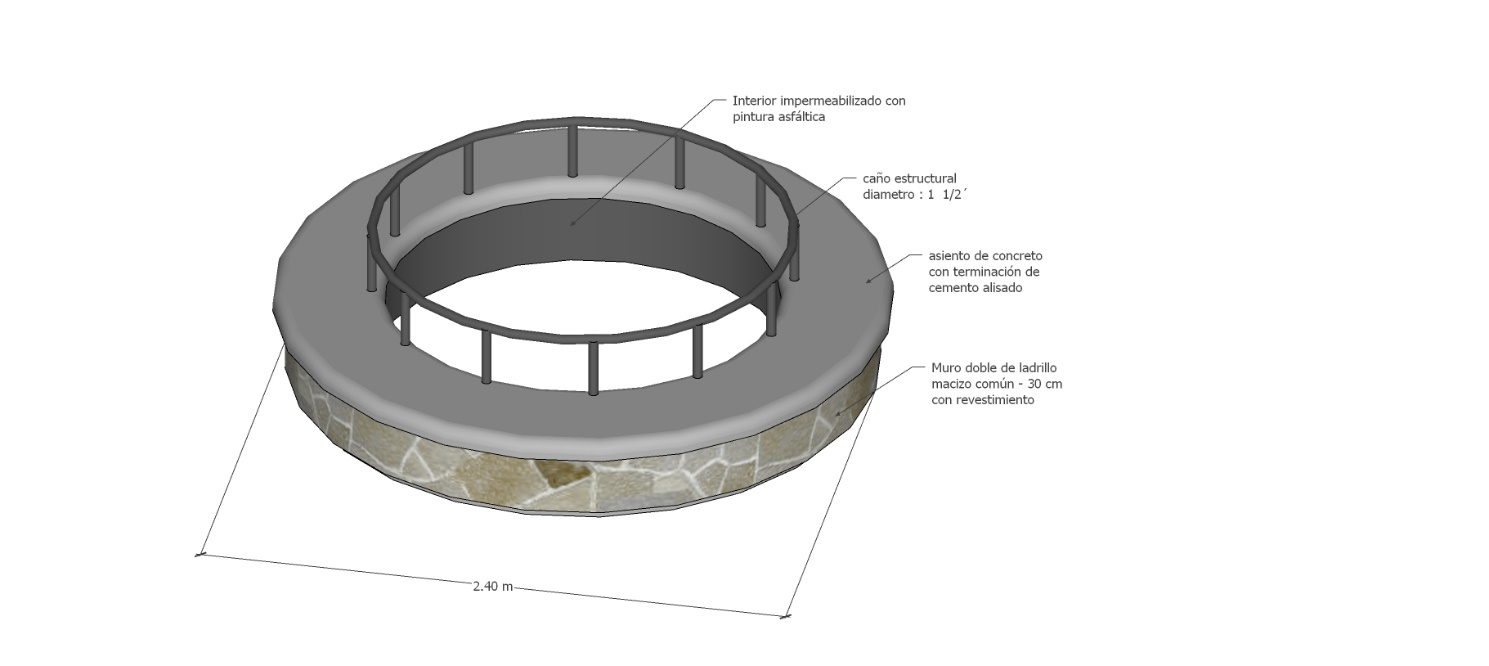 Interior impermeabilizado con
pintura asfáltica
caño estructural
diametro : 1 1/2´
asiento de concreto
con terminación de
cemento alisado
Muro doble de ladrillo
macizo común - 30 cm
con revestimiento
2.40 m